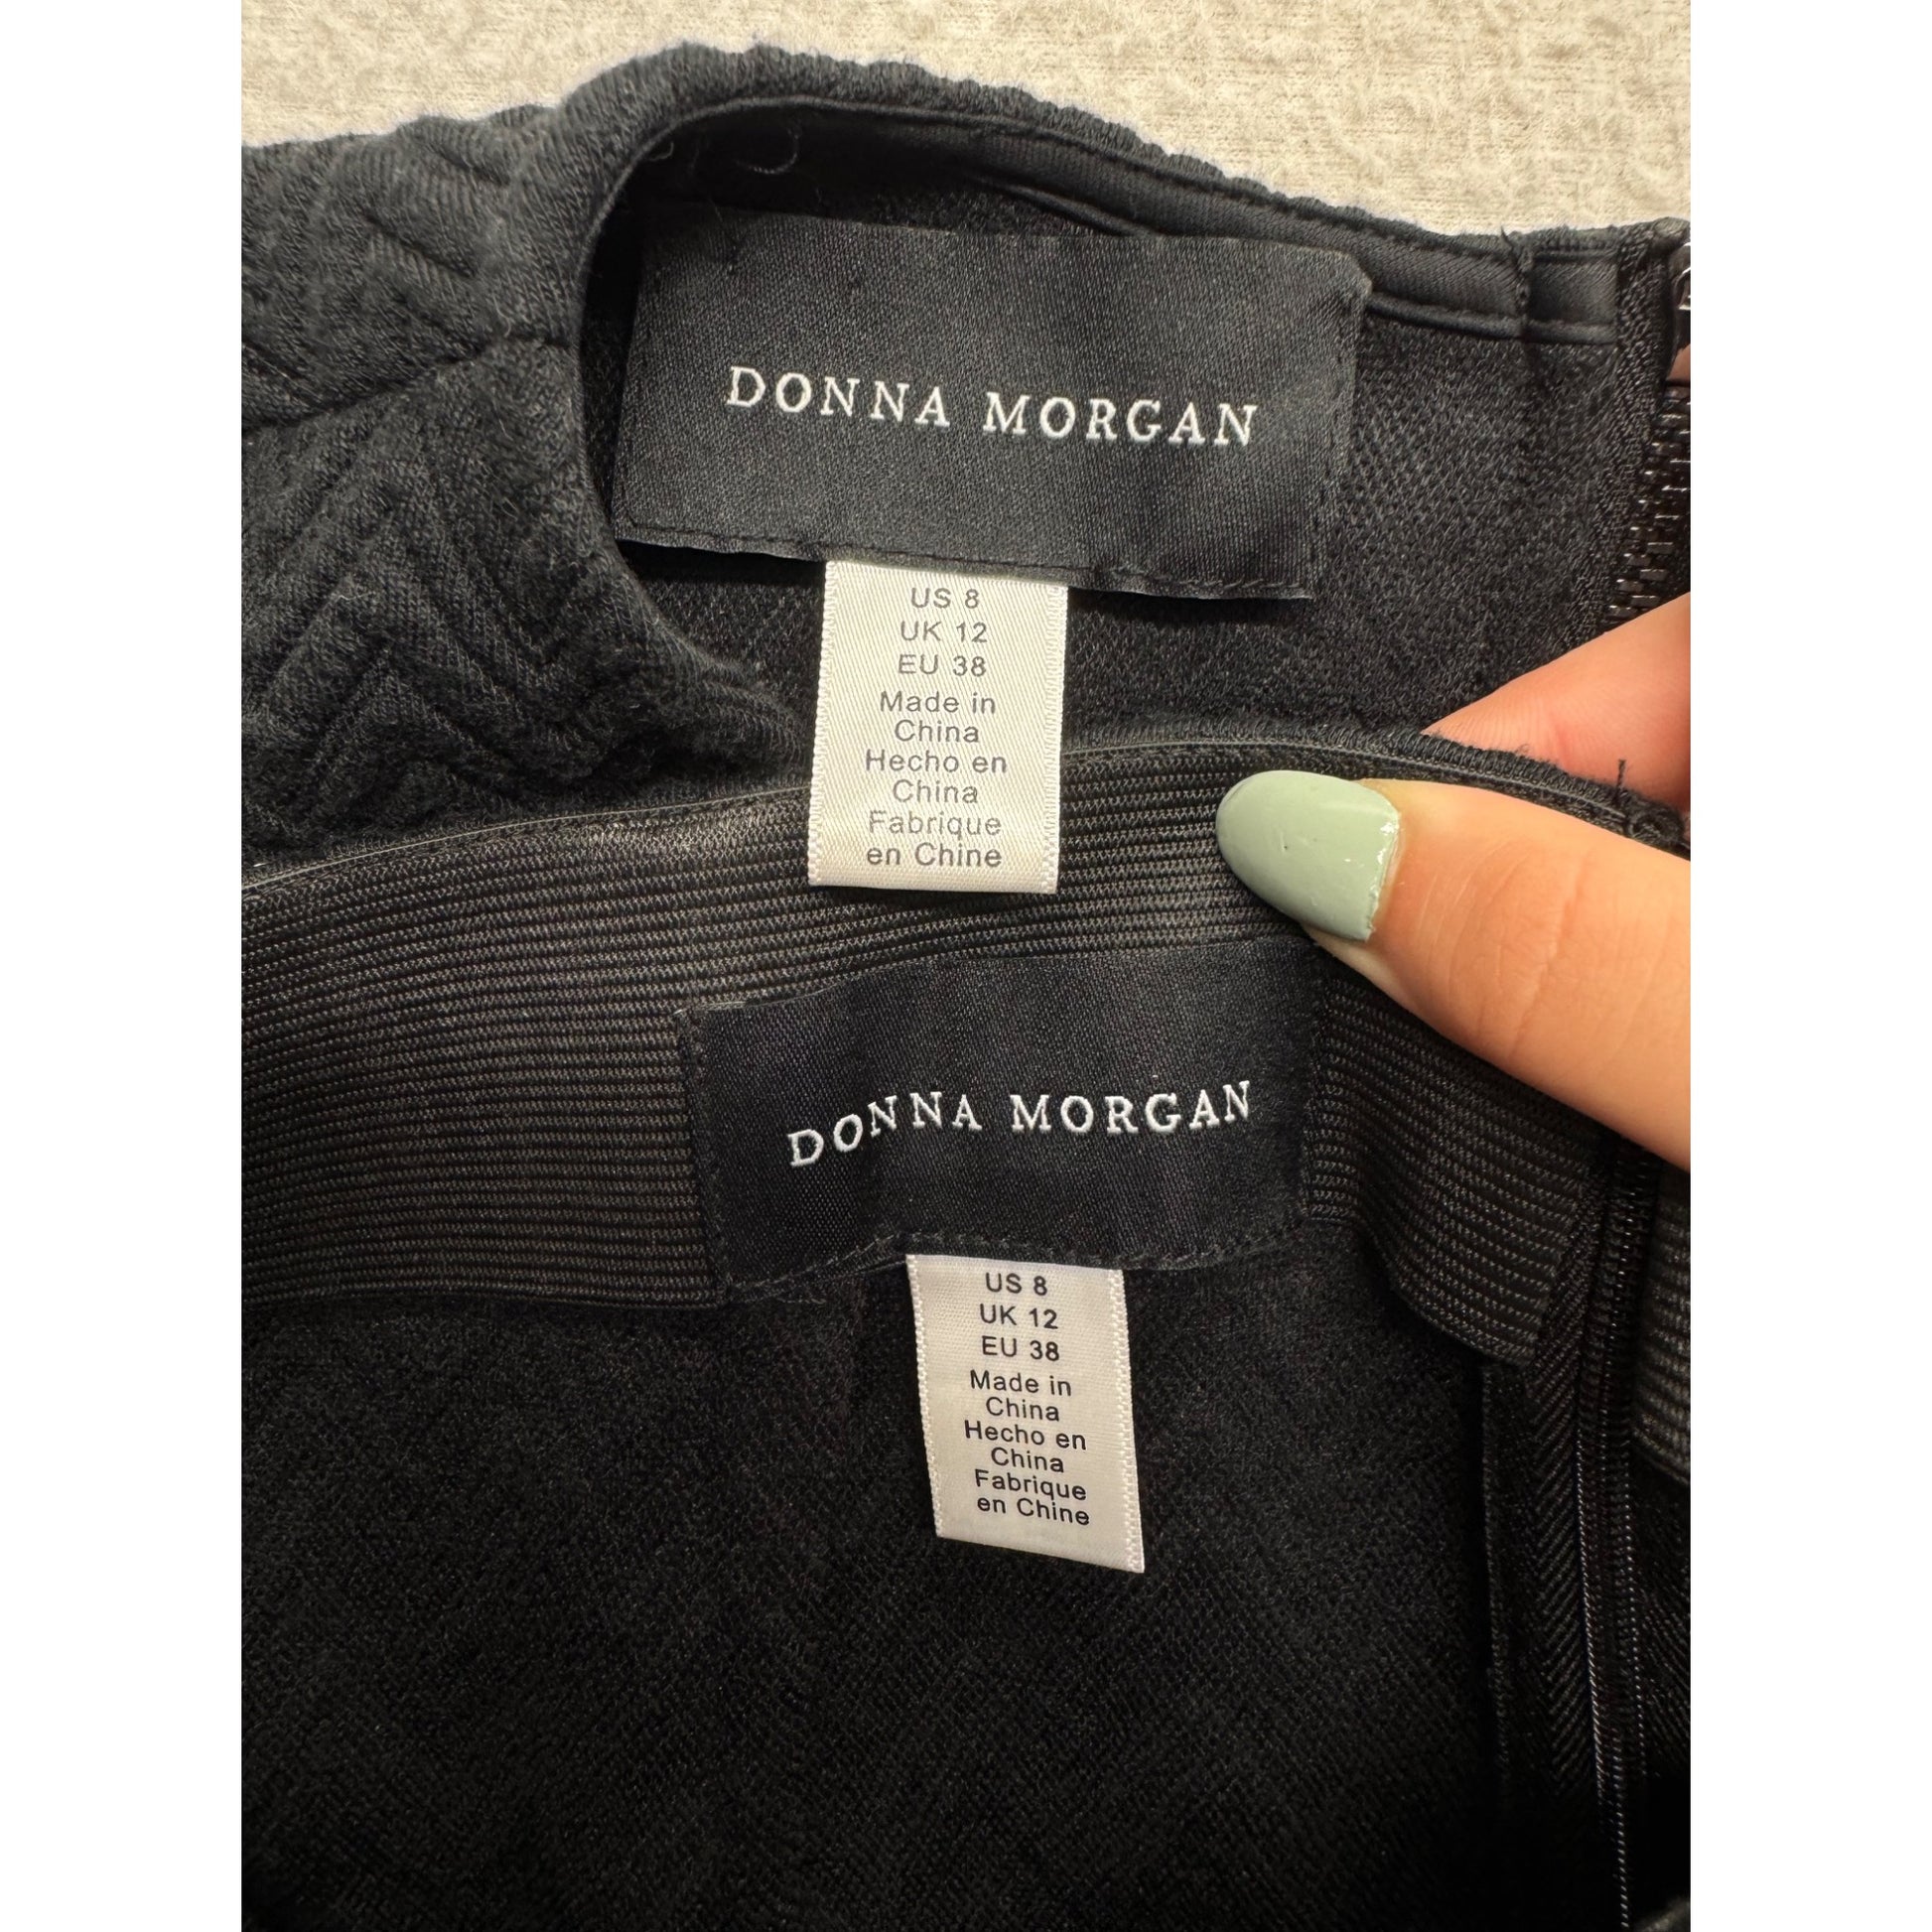 DONNA MORGAN
US 8
UK 12
EU 38
Made in
China
Hecho en
China
Fabrique
en Chine
DONNA MORGAN
US 8
UK 12
EU 38
Made in
China
Hecho en
China
Fabrique
en Chine